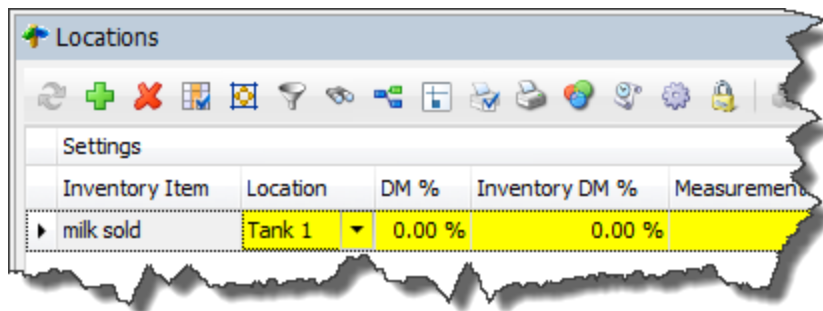 Locations
Settings
Inventory Item Location DM % Inventory DM % Measurement
milk sold Tank 1 0.00 % 0.00 %